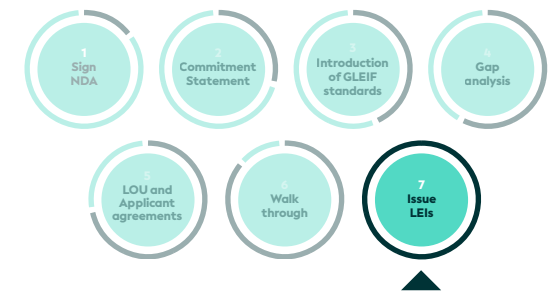 1
Sign
NDA
2
Commitment
Statement
3
Introduction
of GLEIF
standards
4
Gap
analysis
5
LOU and
Applicant
agreements
6
Walk
through
7
Issue
LEIs